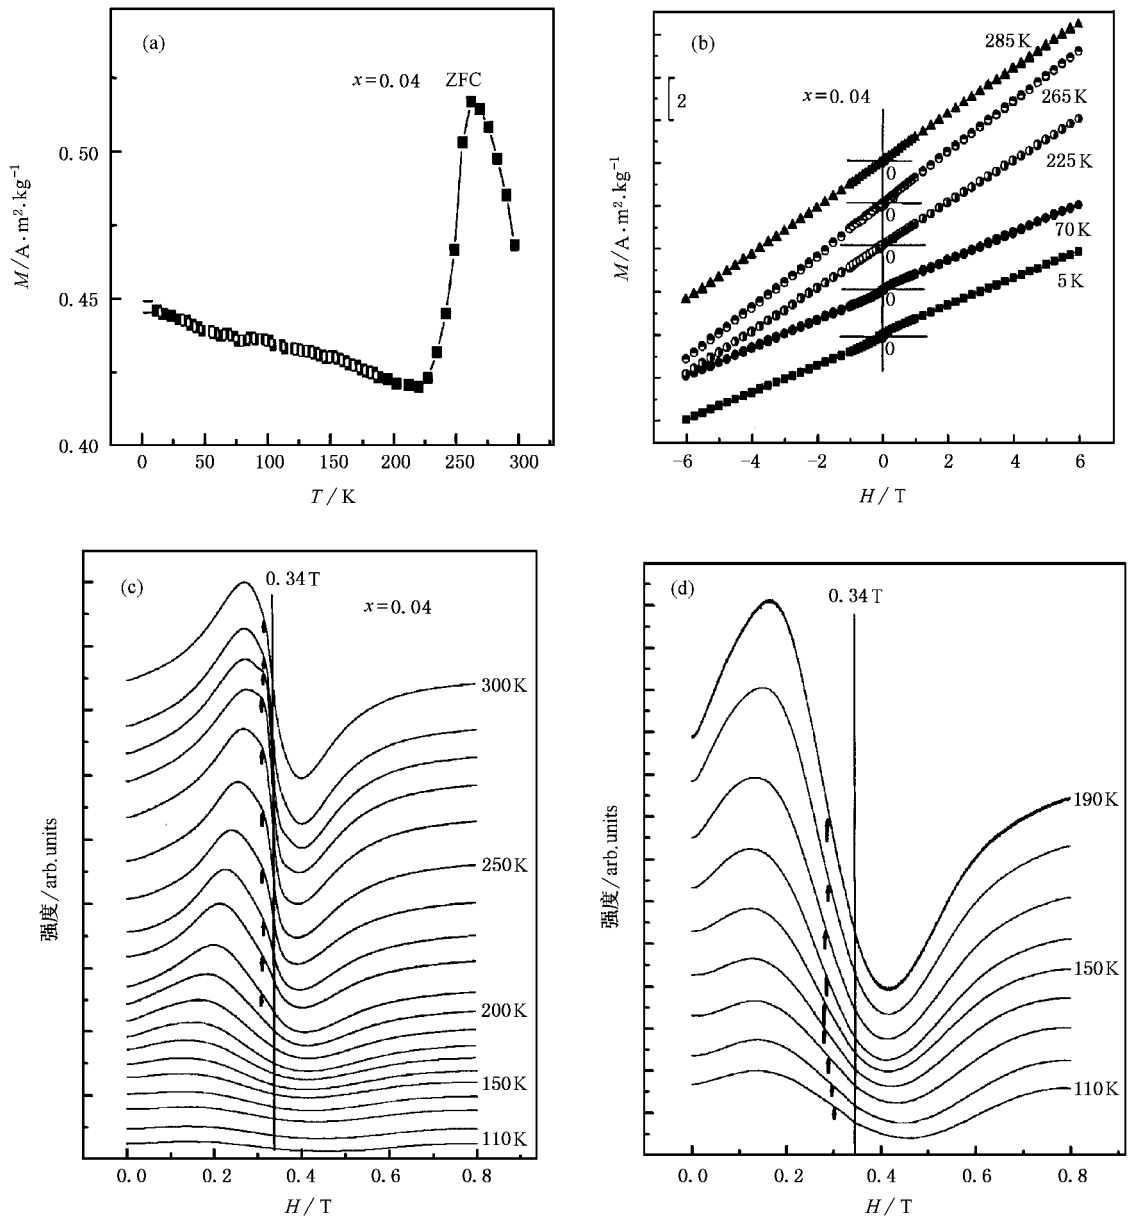 (a)
x=0.04 ZFC
0.50
0.45
0.40
M/A·m²·kg⁻¹
0 50 100 150 200 250 300
T/K
(b)
285K
2
x=0.04
265K
225K
70K
5K
0
0
0
0
0
M/A·m²·kg⁻¹
-6 -4 -2 0 2 4 6
H/T
(c)
0.34T
x=0.04
300K
250K
200K
150K
110K
强度/arb.units
0.0 0.2 0.4 0.6 0.8
H/T
(d)
0.34T
190K
150K
110K
强度/arb.units
0.0 0.2 0.4 0.6 0.8
H/T